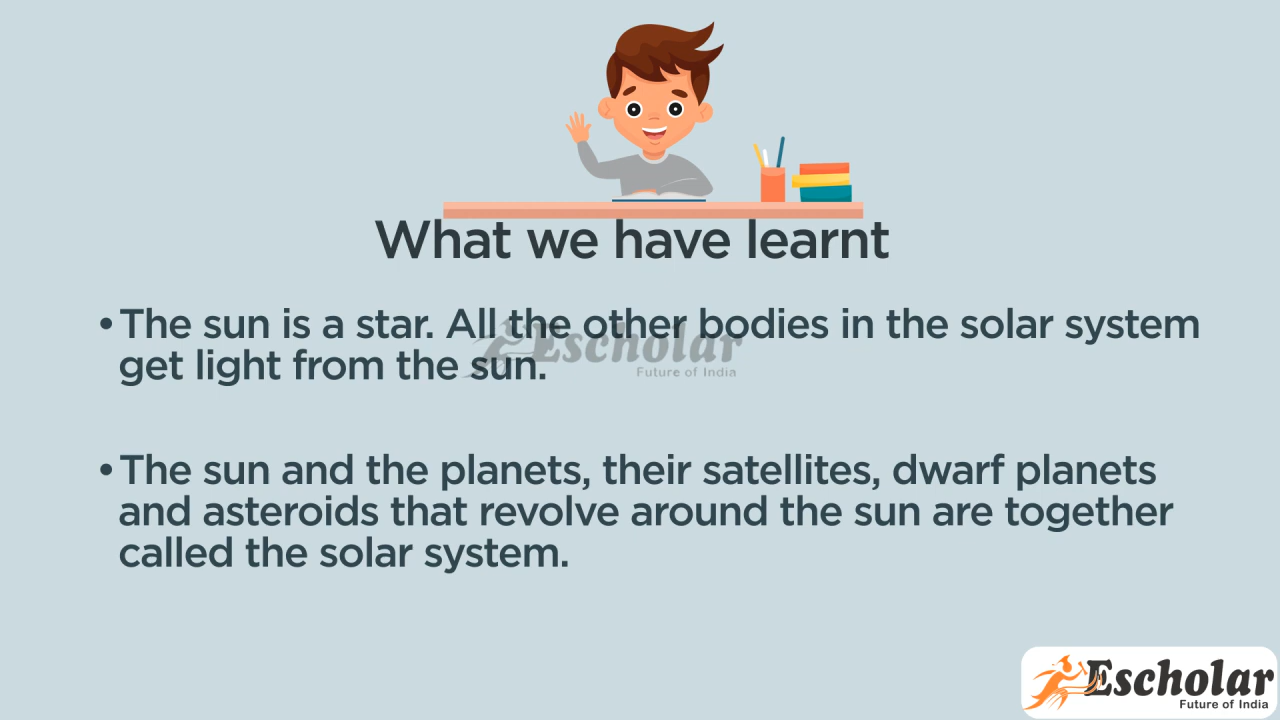 What we have learnt
• The sun is a star. All the other bodies in the solar system
get light from the sun.
Escholar
Future of India
• The sun and the planets, their satellites, dwarf planets
and asteroids that revolve around the sun are together
called the solar system.
Escholar
Future of India